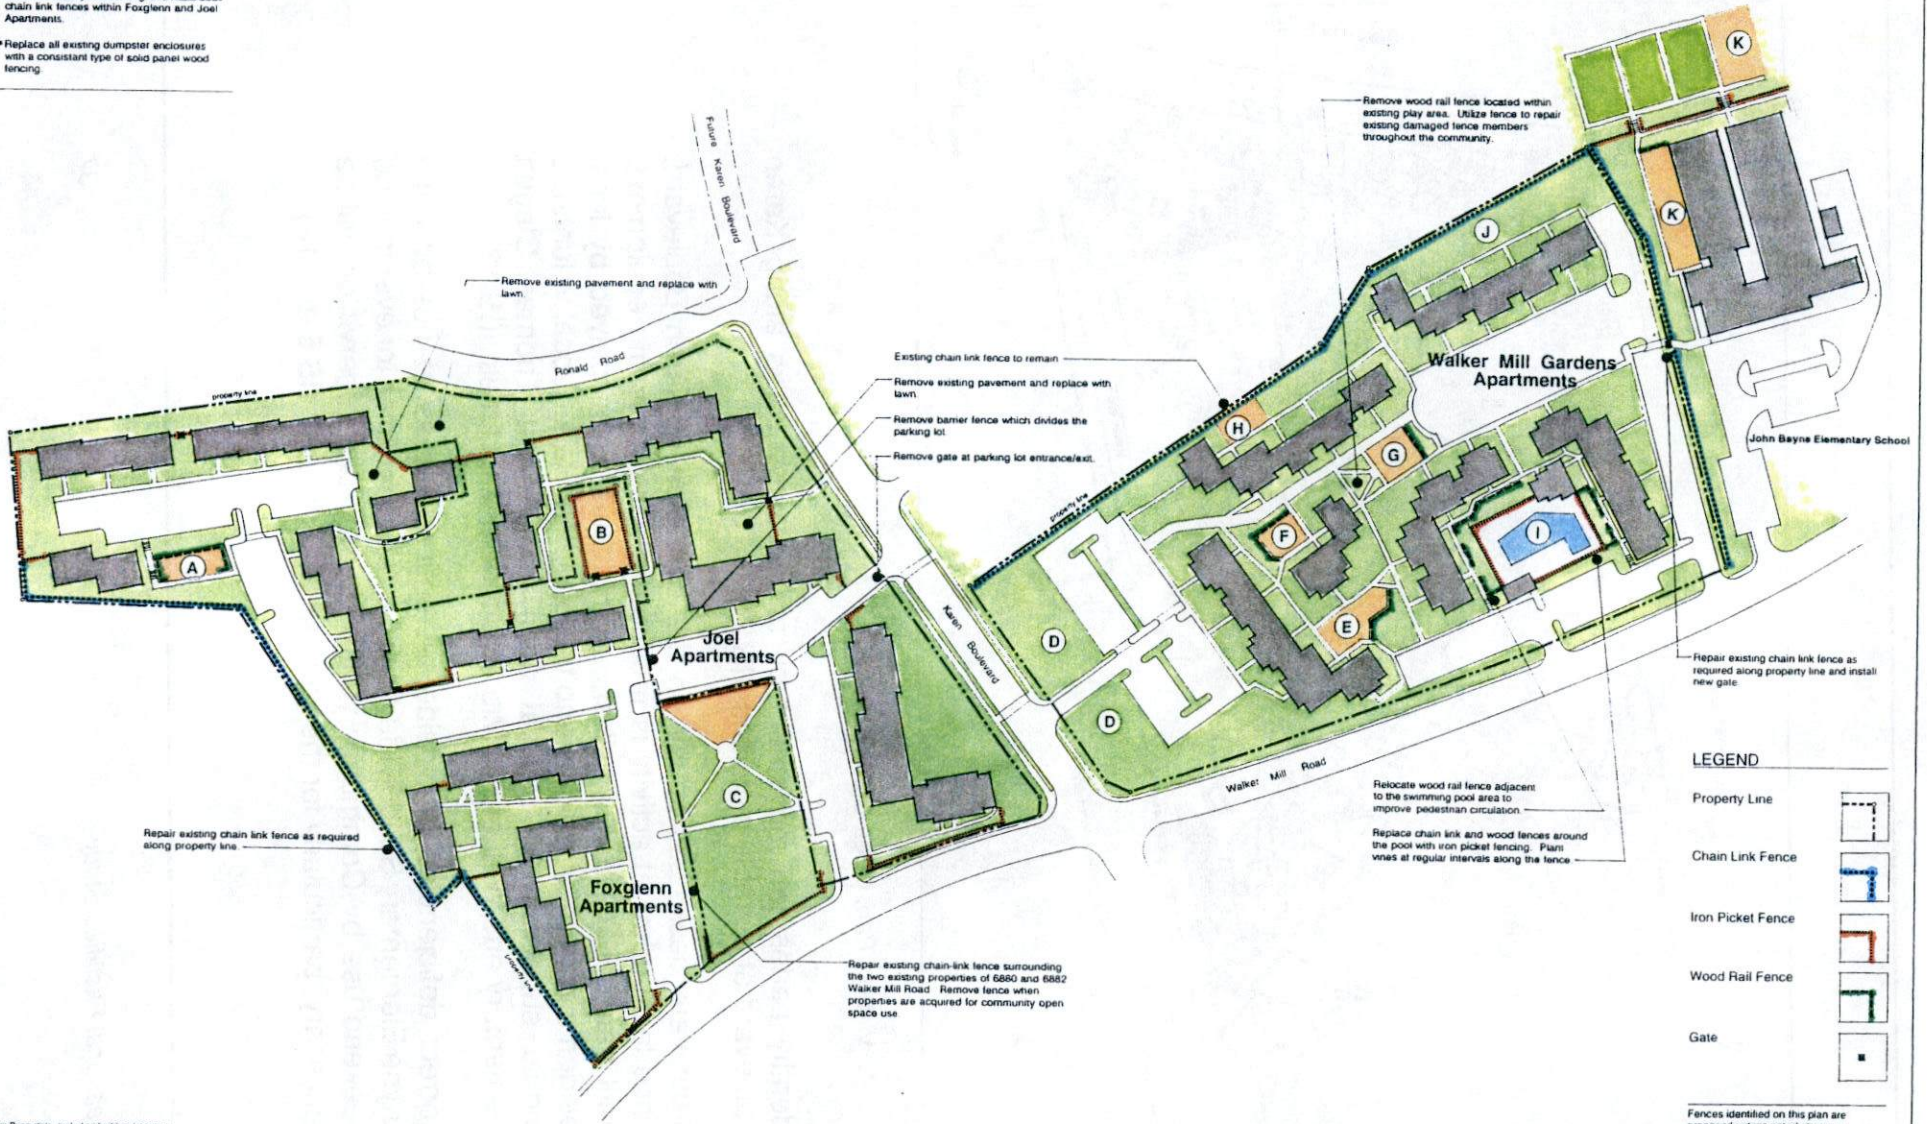 chain link fences within Foxglenn and Joel
Apartments.
Replace all existing dumpster enclosures
with a consistant type of solid panel wood
fencing.
Future Karen Boulevard
Remove wood rail fence located within
existing play area. Utilize fence to repair
existing damaged fence members
throughout the community.
K
K
J
Remove existing pavement and replace with
lawn.
Ronald Road
property line
Existing chain link fence to remain
Remove existing pavement and replace with
lawn.
Remove barrier fence which divides the
parking lot.
Remove gate at parking lot entrance/exit.
Walker Mill Gardens
Apartments
John Bayne Elementary School
H
G
property line
F
I
E
A
B
Joel
Apartments
Karen Boulevard
D
D
C
Walker Mill Road
Repair existing chain link fence as
required along property line and install
new gate.
Relocate wood rail fence adjacent
to the swimming pool area to
improve pedestrian circulation.
Replace chain link and wood fences around
the pool with iron picket fencing. Plant
vines at regular intervals along the fence
Repair existing chain link fence as required
along property line.
Foxglenn
Apartments
property line
Repair existing chain-link fence surrounding
the two existing properties of 6880 and 6882
Walker Mill Road. Remove fence when
properties are acquired for community open
space use.
LEGEND
Property Line
Chain Link Fence
Iron Picket Fence
Wood Rail Fence
Gate
Fences identified on this plan are